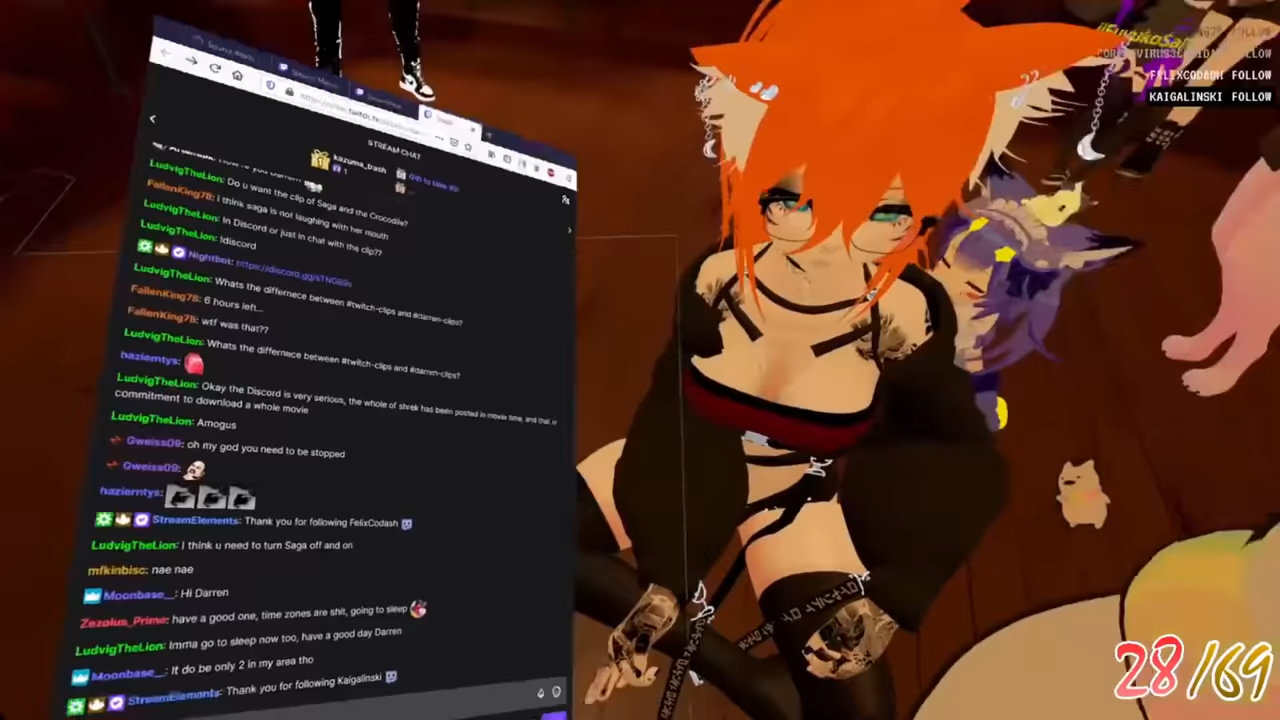 FELIXCODASH FOLLOW
KAIGALINSKI FOLLOW
STREAM CHAT
kazuma_trash
1
LudvigTheLion: Do u want the clip of Saga and the Crocodile?
FallenKing78: i think saga is not laughing with her mouth
LudvigTheLion: In Discord or just in chat with the clip??
LudvigTheLion: !discord
Nightbot:
LudvigTheLion: Whats the differnece between #twitch-clips and #darren-clips?
FallenKing78: 6 hours left...
FallenKing78: wtf was that??
LudvigTheLion: Whats the differnece between #twitch-clips and #darren-clips?
hazierntys:
LudvigTheLion: Okay the Discord is very serious, the whole of shrek has been posted in movie time, and that is
commitment to download a whole movie
LudvigTheLion: Amogus
Gweiss09: oh my god you need to be stopped
Gweiss09:
hazierntys:
StreamElements: Thank you for following FelixCodash
LudvigTheLion: I think u need to turn Saga off and on
mfkinbisc: nae nae
Moonbase__: Hi Darren
Zezolus_Prime: have a good one, time zones are shit, going to sleep
LudvigTheLion: Imma go to sleep now too, have a good day Darren
Moonbase__: It do be only 2 in my area tho
StreamElements: Thank you for following Kaigalinski
28/69